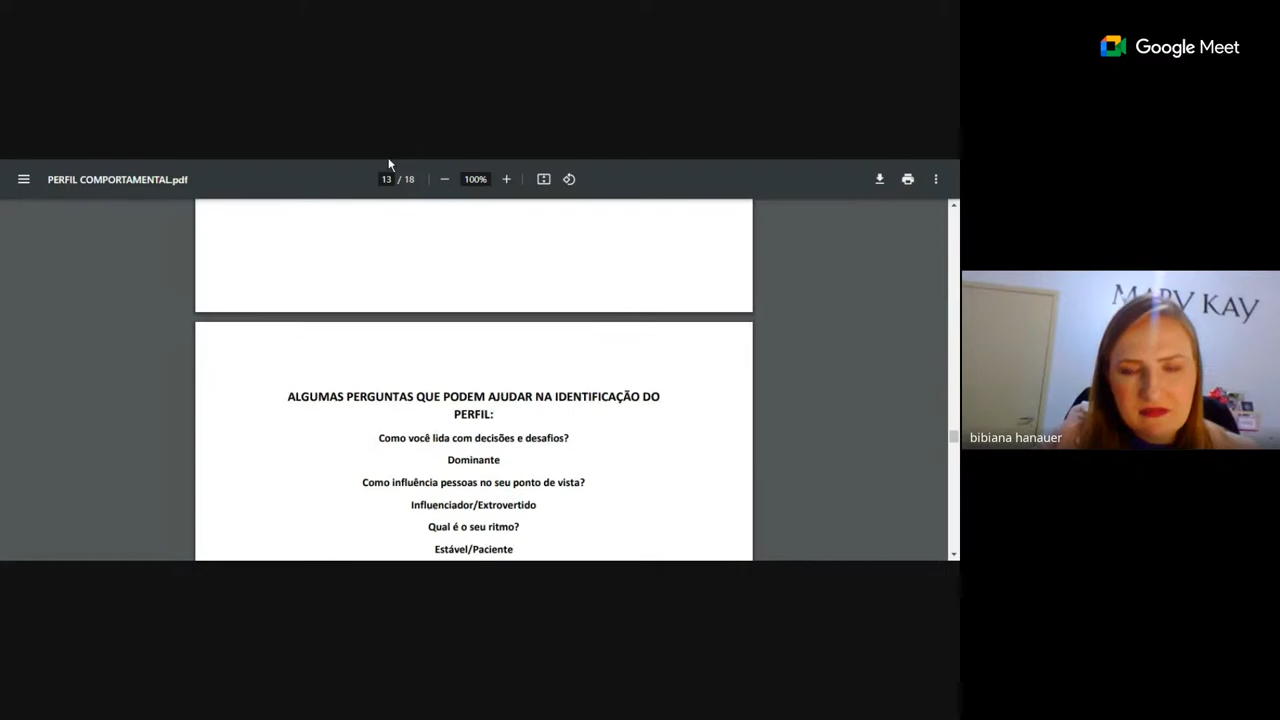 Google Meet
PERFIL COMPORTAMENTAL.pdf
13 / 18
100%
MARY KAY
ALGUMAS PERGUNTAS QUE PODEM AJUDAR NA IDENTIFICAÇÃO DO
PERFIL:
Como você lida com decisões e desafios?
Dominante
Como influência pessoas no seu ponto de vista?
Influenciador/Extrovertido
Qual é o seu ritmo?
Estável/Paciente
bibiana hanauer